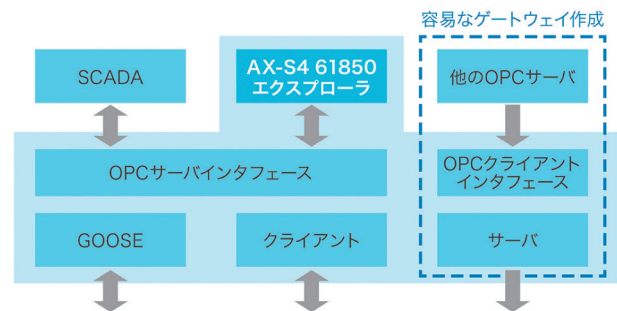 容易なゲートウェイ作成
SCADA
AX-S4 61850
エクスプローラ
他のOPCサーバ
OPCサーバインタフェース
OPCクライアント
インタフェース
GOOSE
クライアント
サーバ